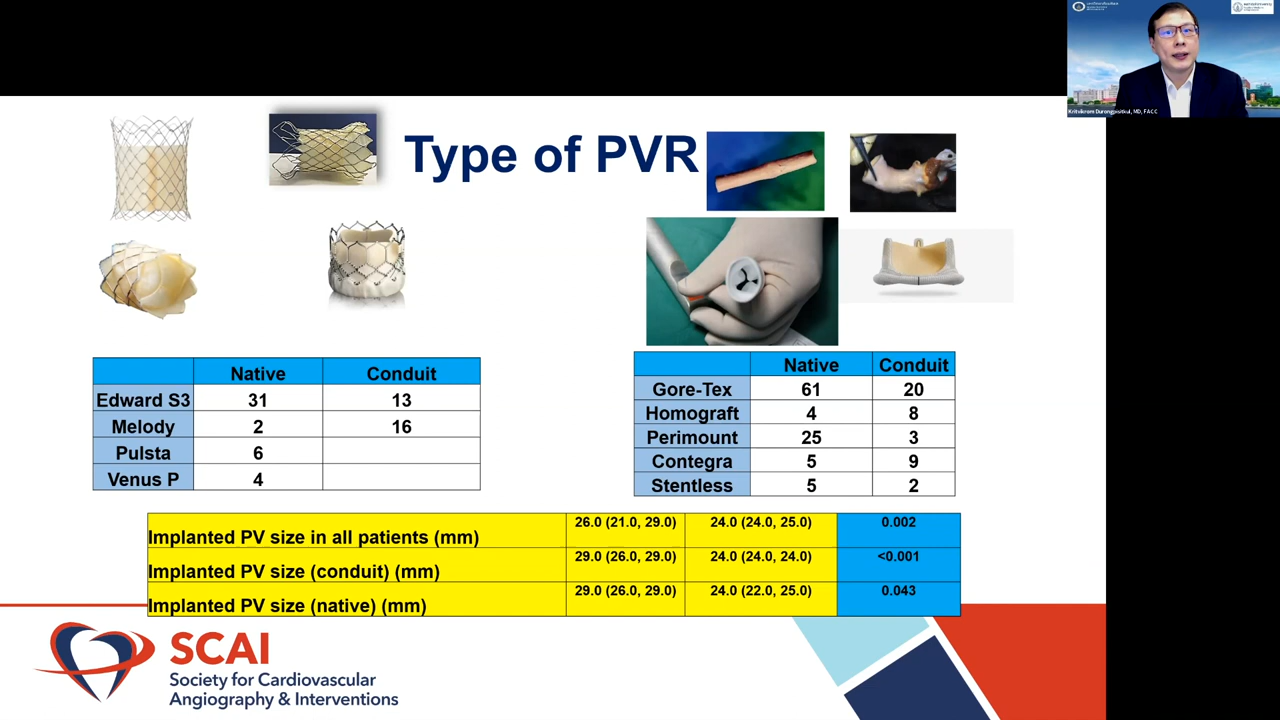 Kritvikrom Durongpisitkul, MD, FACC
Type of PVR
Native Conduit
Edward S3 31 13
Melody 2 16
Pulsta 6
Venus P 4
Native Conduit
Gore-Tex 61 20
Homograft 4 8
Perimount 25 3
Contegra 5 9
Stentless 5 2
Implanted PV size in all patients (mm) 26.0 (21.0, 29.0) 24.0 (24.0, 25.0) 0.002
Implanted PV size (conduit) (mm) 29.0 (26.0, 29.0) 24.0 (24.0, 24.0) <0.001
Implanted PV size (native) (mm) 29.0 (26.0, 29.0) 24.0 (22.0, 25.0) 0.043
SCAI
Society for Cardiovascular
Angiography & Interventions